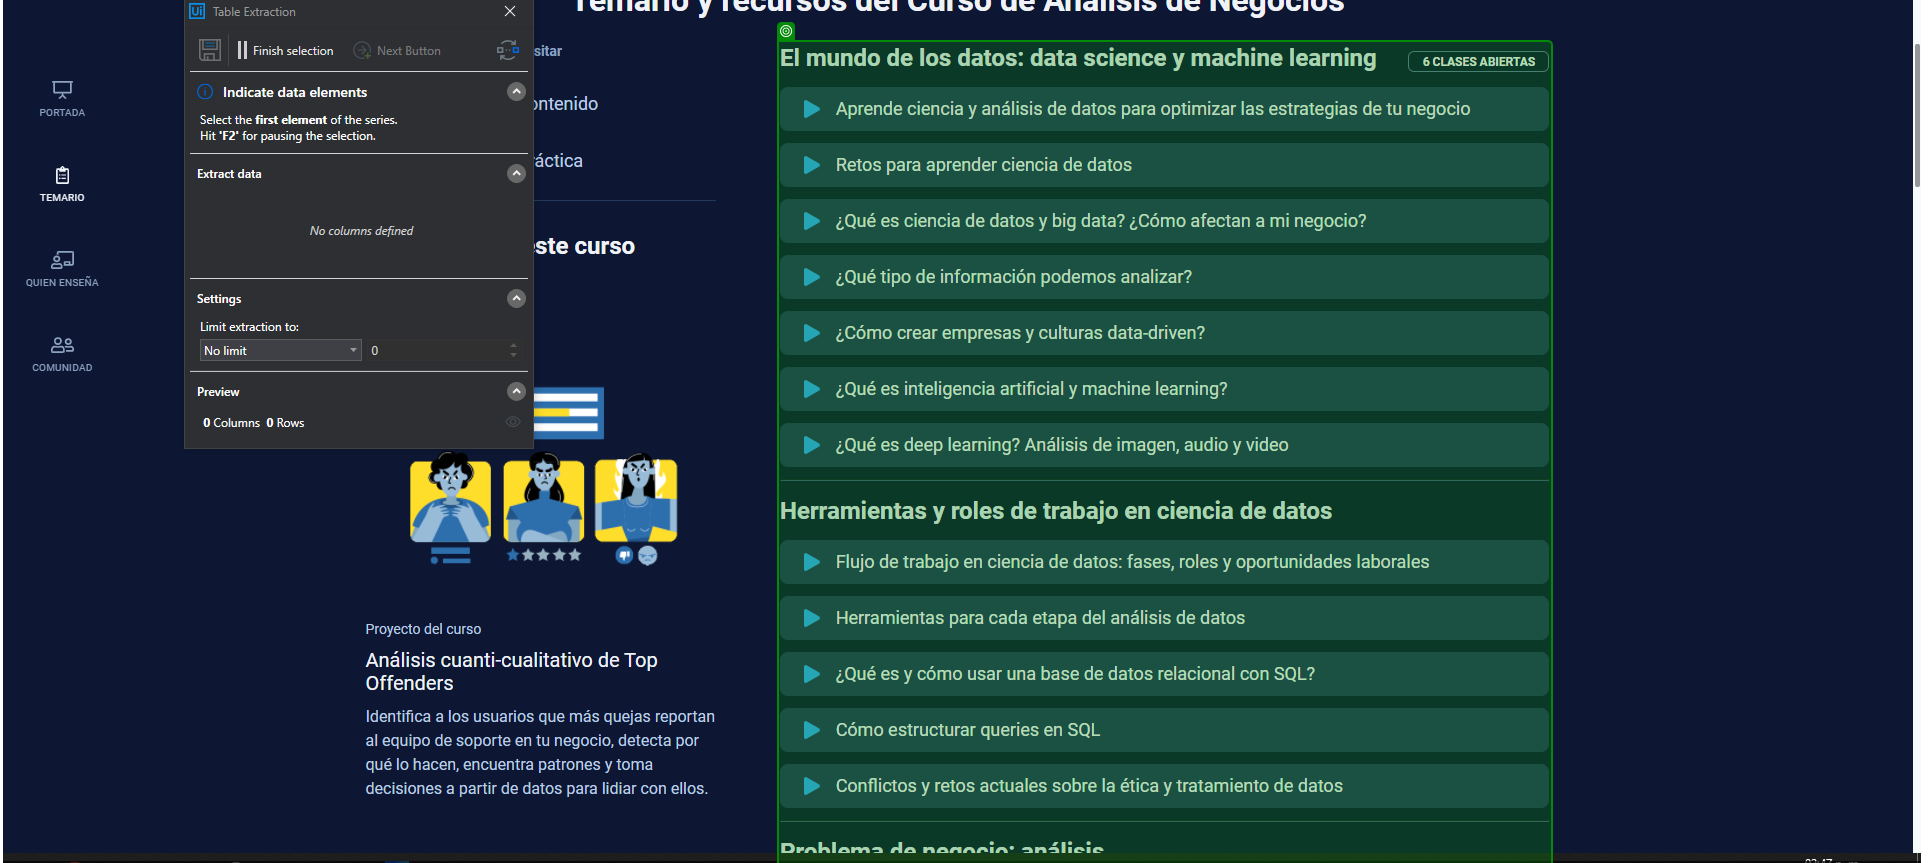 Temario y recursos del Curso de Análisis de Negocios
Ui Table Extraction
Finish selection
Next Button
Indicate data elements
Select the first element of the series.
Hit 'F2' for pausing the selection.
Extract data
No columns defined
Settings
Limit extraction to:
No limit
0
Preview
0 Columns 0 Rows
PORTADA
TEMARIO
QUIEN ENSEÑA
COMUNIDAD
sitar
ontenido
ráctica
ste curso
Proyecto del curso
Análisis cuanti-cualitativo de Top
Offenders
Identifica a los usuarios que más quejas reportan
al equipo de soporte en tu negocio, detecta por
qué lo hacen, encuentra patrones y toma
decisiones a partir de datos para lidiar con ellos.
El mundo de los datos: data science y machine learning
6 CLASES ABIERTAS
Aprende ciencia y análisis de datos para optimizar las estrategias de tu negocio
Retos para aprender ciencia de datos
¿Qué es ciencia de datos y big data? ¿Cómo afectan a mi negocio?
¿Qué tipo de información podemos analizar?
¿Cómo crear empresas y culturas data-driven?
¿Qué es inteligencia artificial y machine learning?
¿Qué es deep learning? Análisis de imagen, audio y video
Herramientas y roles de trabajo en ciencia de datos
Flujo de trabajo en ciencia de datos: fases, roles y oportunidades laborales
Herramientas para cada etapa del análisis de datos
¿Qué es y cómo usar una base de datos relacional con SQL?
Cómo estructurar queries en SQL
Conflictos y retos actuales sobre la ética y tratamiento de datos
Problema de negocio: análisis